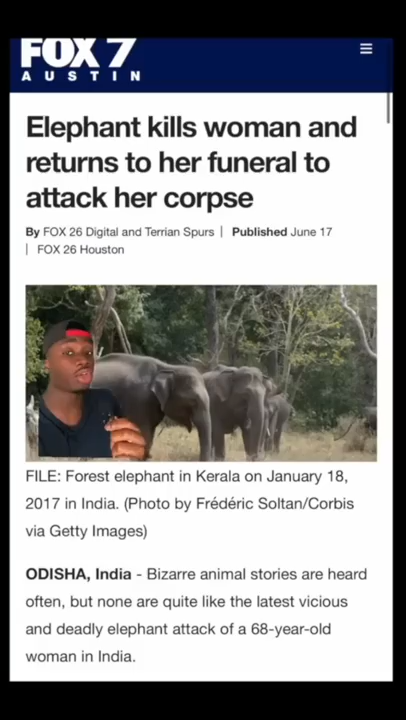 FOX 7
AUSTIN
Elephant kills woman and
returns to her funeral to
attack her corpse
By FOX 26 Digital and Terrian Spurs | Published June 17
| FOX 26 Houston
FILE: Forest elephant in Kerala on January 18,
2017 in India. (Photo by Frédéric Soltan/Corbis
via Getty Images)
ODISHA, India - Bizarre animal stories are heard
often, but none are quite like the latest vicious
and deadly elephant attack of a 68-year-old
woman in India.